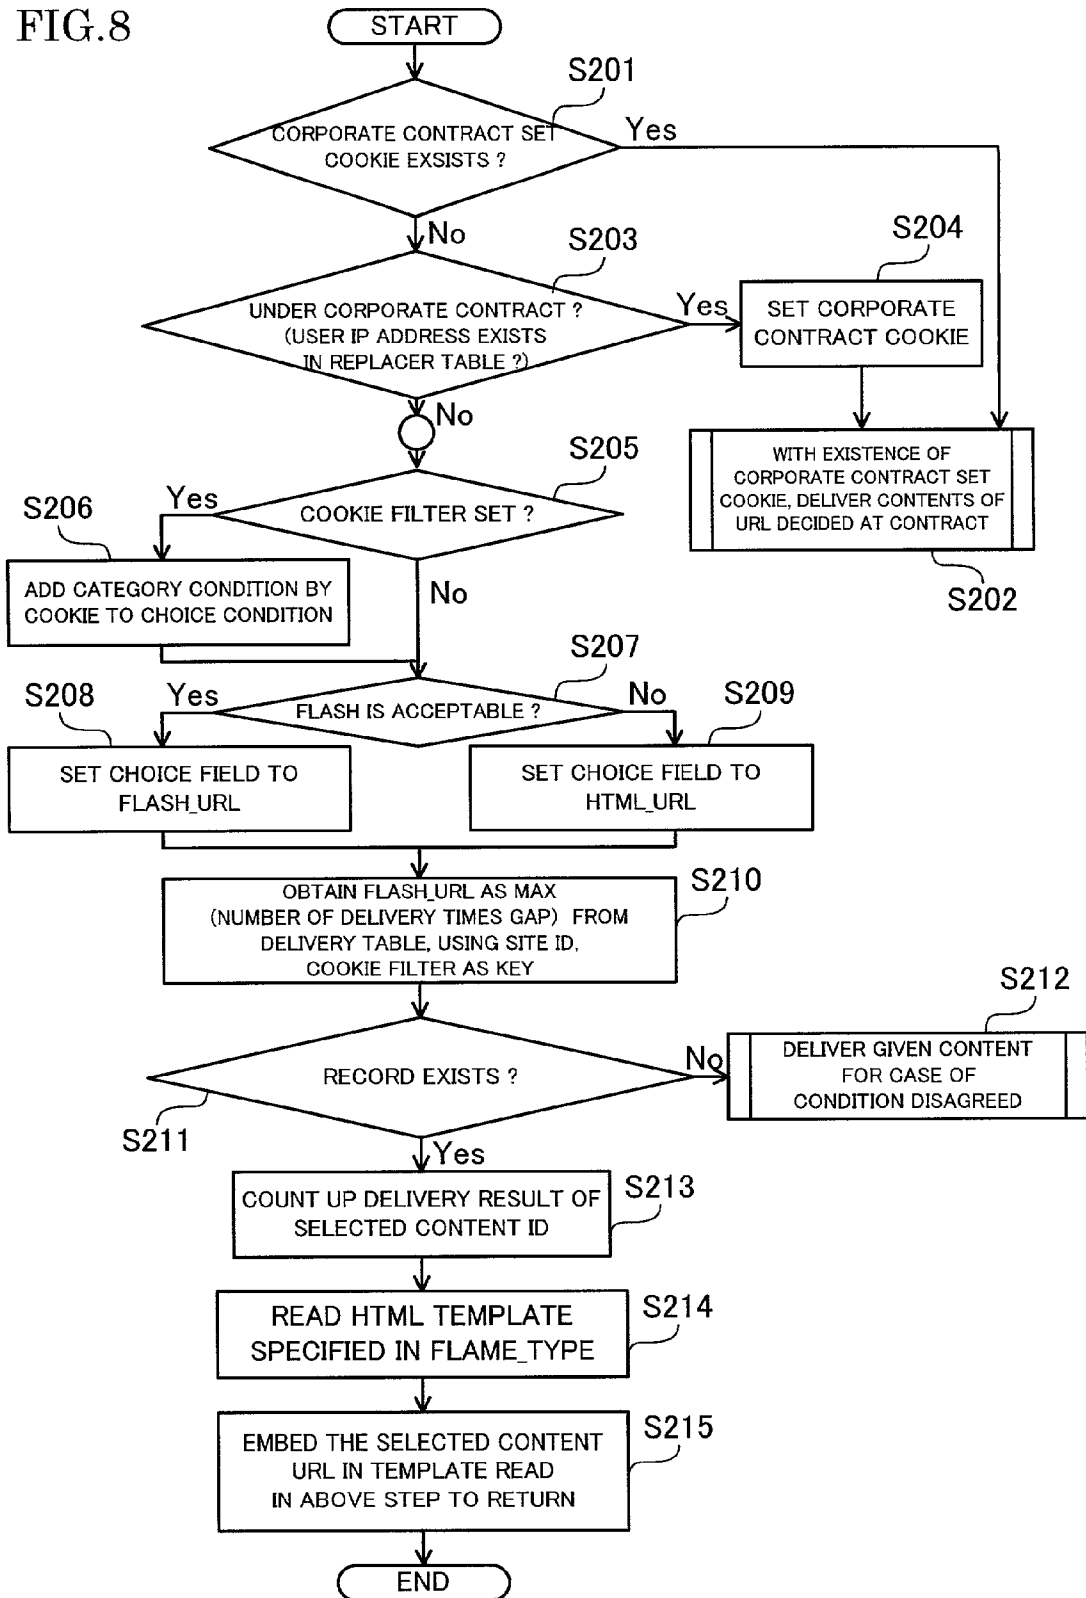 FIG.8
START
S201
CORPORATE CONTRACT SET
COOKIE EXSISTS ?
Yes
No
S203
UNDER CORPORATE CONTRACT ?
(USER IP ADDRESS EXISTS
IN REPLACER TABLE ?)
Yes
S204
SET CORPORATE
CONTRACT COOKIE
No
WITH EXISTENCE OF
CORPORATE CONTRACT SET
COOKIE, DELIVER CONTENTS OF
URL DECIDED AT CONTRACT
S202
S205
COOKIE FILTER SET ?
Yes
S206
ADD CATEGORY CONDITION BY
COOKIE TO CHOICE CONDITION
No
S207
FLASH IS ACCEPTABLE ?
Yes
No
S208
SET CHOICE FIELD TO
FLASH_URL
S209
SET CHOICE FIELD TO
HTML_URL
S210
OBTAIN FLASH_URL AS MAX
(NUMBER OF DELIVERY TIMES GAP) FROM
DELIVERY TABLE, USING SITE ID,
COOKIE FILTER AS KEY
RECORD EXISTS ?
S211
No
S212
DELIVER GIVEN CONTENT
FOR CASE OF
CONDITION DISAGREED
Yes
S213
COUNT UP DELIVERY RESULT OF
SELECTED CONTENT ID
S214
READ HTML TEMPLATE
SPECIFIED IN FLAME_TYPE
S215
EMBED THE SELECTED CONTENT
URL IN TEMPLATE READ
IN ABOVE STEP TO RETURN
END